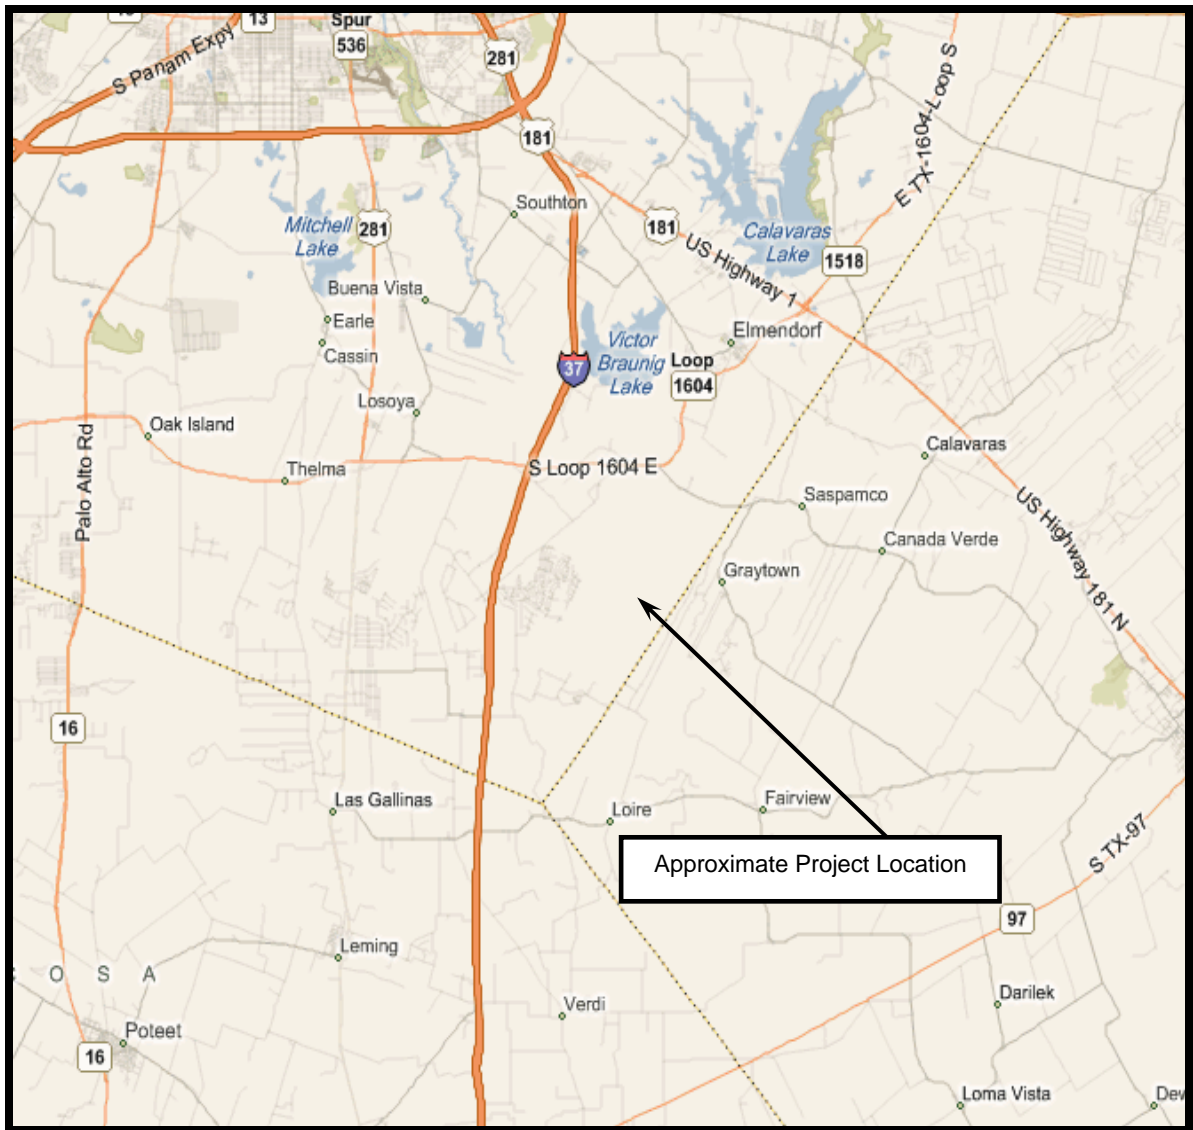 13
Spur
536
281
S Panam Expy
181
E TX-1604-Loop S
Southton
Mitchell
Lake
281
181
Calavaras
Lake
1518
US Highway 1
Buena Vista
Earle
Cassin
Victor
Braunig
Lake
37
Elmendorf
Loop
1604
Losoya
Oak Island
Palo Alto Rd
Thelma
S Loop 1604 E
Calavaras
Saspamco
US Highway 181 N
Canada Verde
Graytown
16
Las Gallinas
Loire
Fairview
Approximate Project Location
S TX-97
97
Leming
O S A
Darilek
Verdi
Poteet
16
Loma Vista
Dew